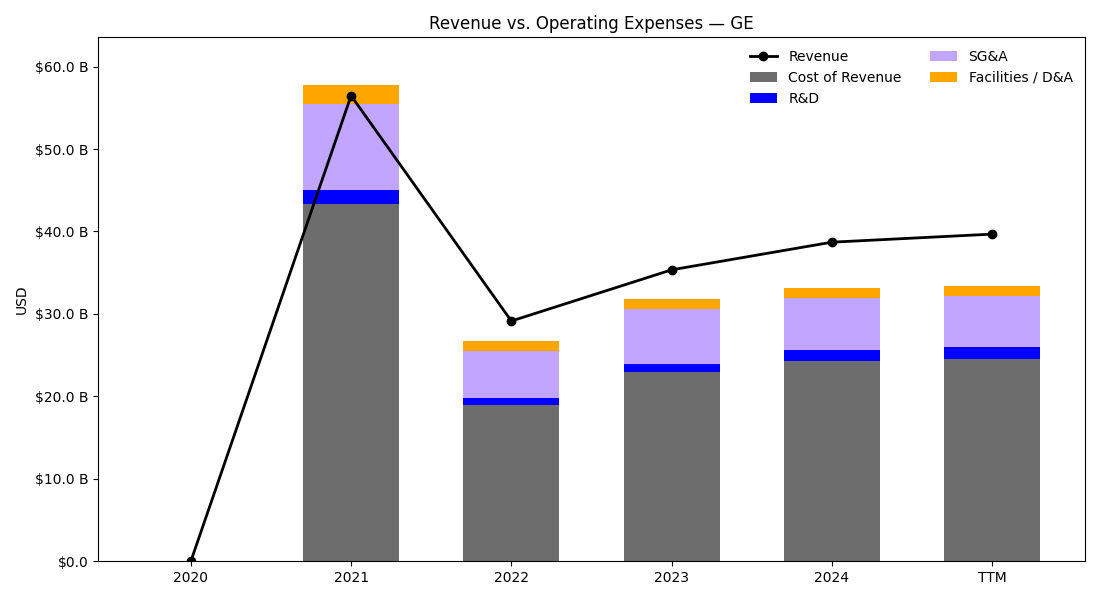 Revenue vs. Operating Expenses — GE
Revenue
Cost of Revenue
R&D
SG&A
Facilities / D&A
USD
$60.0 B
$50.0 B
$40.0 B
$30.0 B
$20.0 B
$10.0 B
$0.0
2020 2021 2022 2023 2024 TTM